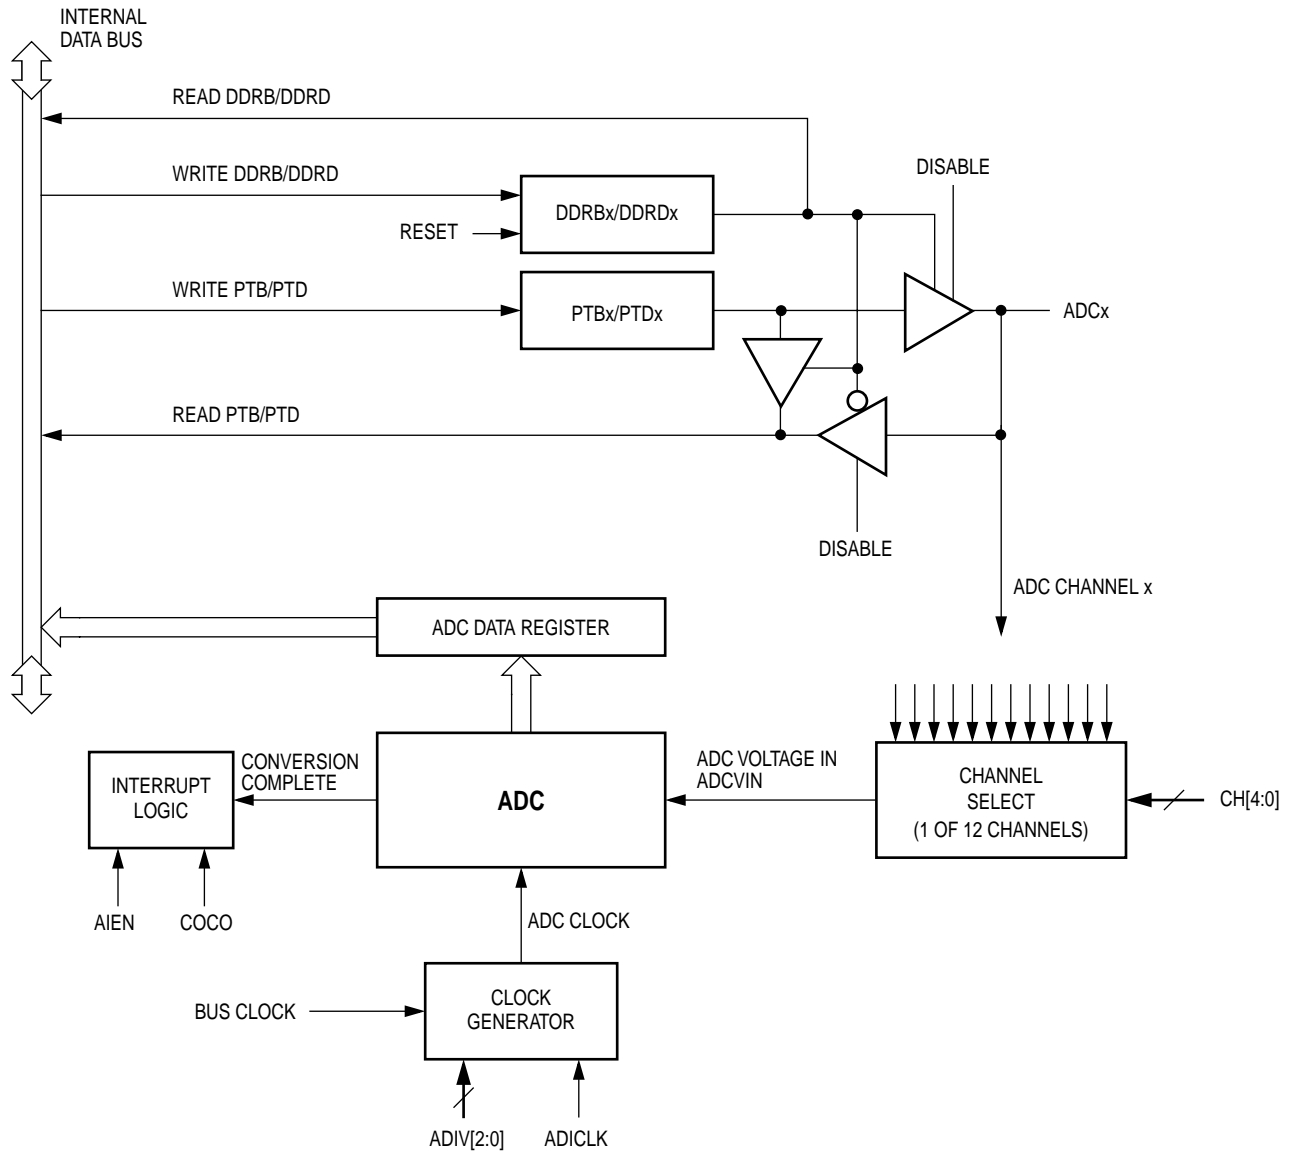 INTERNAL
DATA BUS
READ DDRB/DDRD
WRITE DDRB/DDRD
DISABLE
DDRBx/DDRDx
RESET
WRITE PTB/PTD
PTBx/PTDx
ADCx
READ PTB/PTD
DISABLE
ADC CHANNEL x
ADC DATA REGISTER
INTERRUPT
LOGIC
CONVERSION
COMPLETE
ADC
ADC VOLTAGE IN
ADCVIN
CHANNEL
SELECT
(1 OF 12 CHANNELS)
CH[4:0]
AIEN
COCO
ADC CLOCK
BUS CLOCK
CLOCK
GENERATOR
ADIV[2:0]
ADICLK